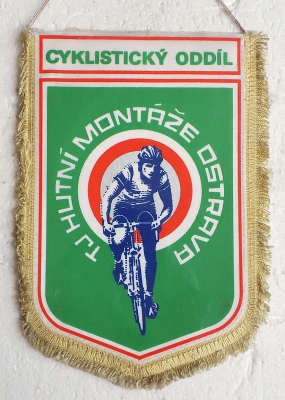 CYKLISTICKÝ ODDÍL
TJ HUTNÍ MONTÁŽE OSTRAVA